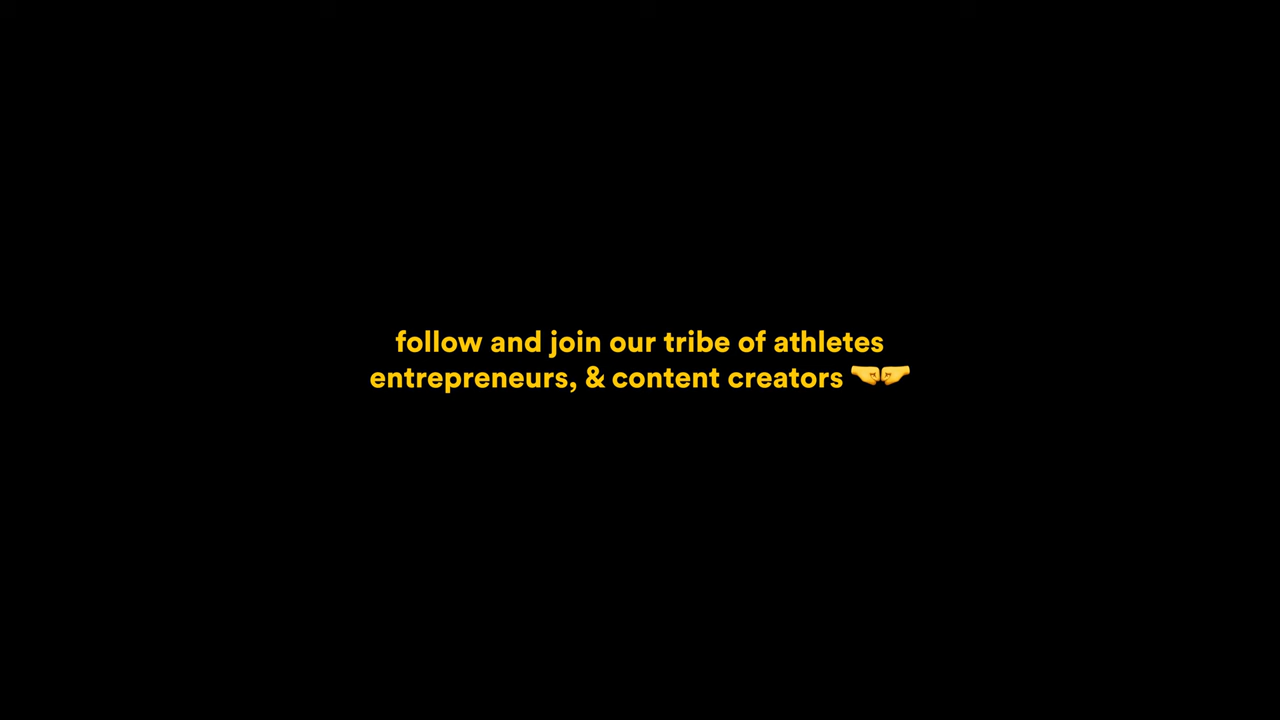 follow and join our tribe of athletes
entrepreneurs, & content creators 🤜🤛